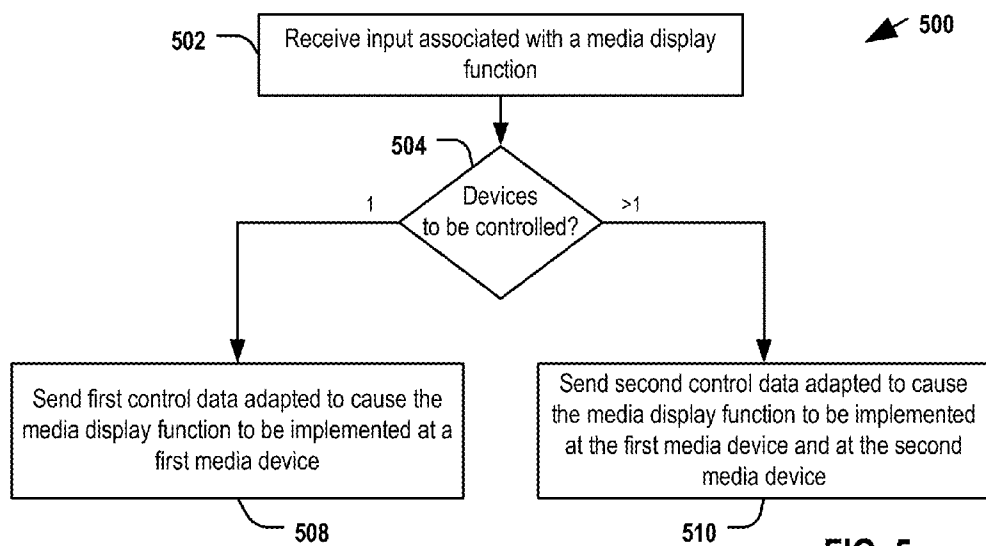 500
502
Receive input associated with a media display
function
504
Devices
to be controlled?
1
>1
Send first control data adapted to cause the
media display function to be implemented at a
first media device
508
Send second control data adapted to cause
the media display function to be implemented
at the first media device and at the second
media device
510
FIG. 5